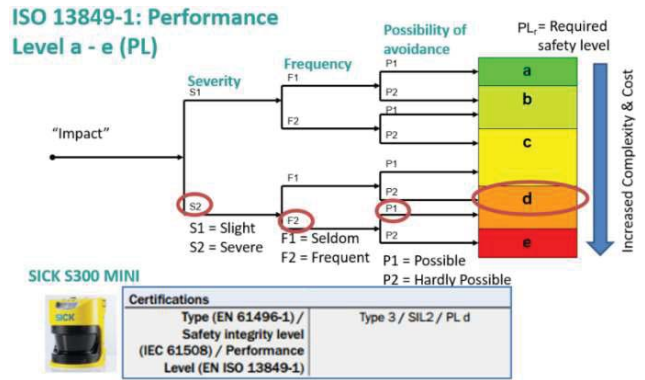 ISO 13849-1: Performance
Level a - e (PL)
Possibility of
avoidance
PLr= Required
safety level
Severity
Frequency
S1
F1
P1
a
P2
b
"Impact"
F2
P1
P2
c
F1
P1
P2
d
S2
F2
P1
P2
e
S1 = Slight
S2 = Severe
F1 = Seldom
F2 = Frequent
P1 = Possible
P2 = Hardly Possible
Increased Complexity & Cost
SICK S300 MINI
SICK
Certifications
Type (EN 61496-1) /
Safety integrity level
(IEC 61508) / Performance
Level (EN ISO 13849-1)
Type 3 / SIL2 / PL d